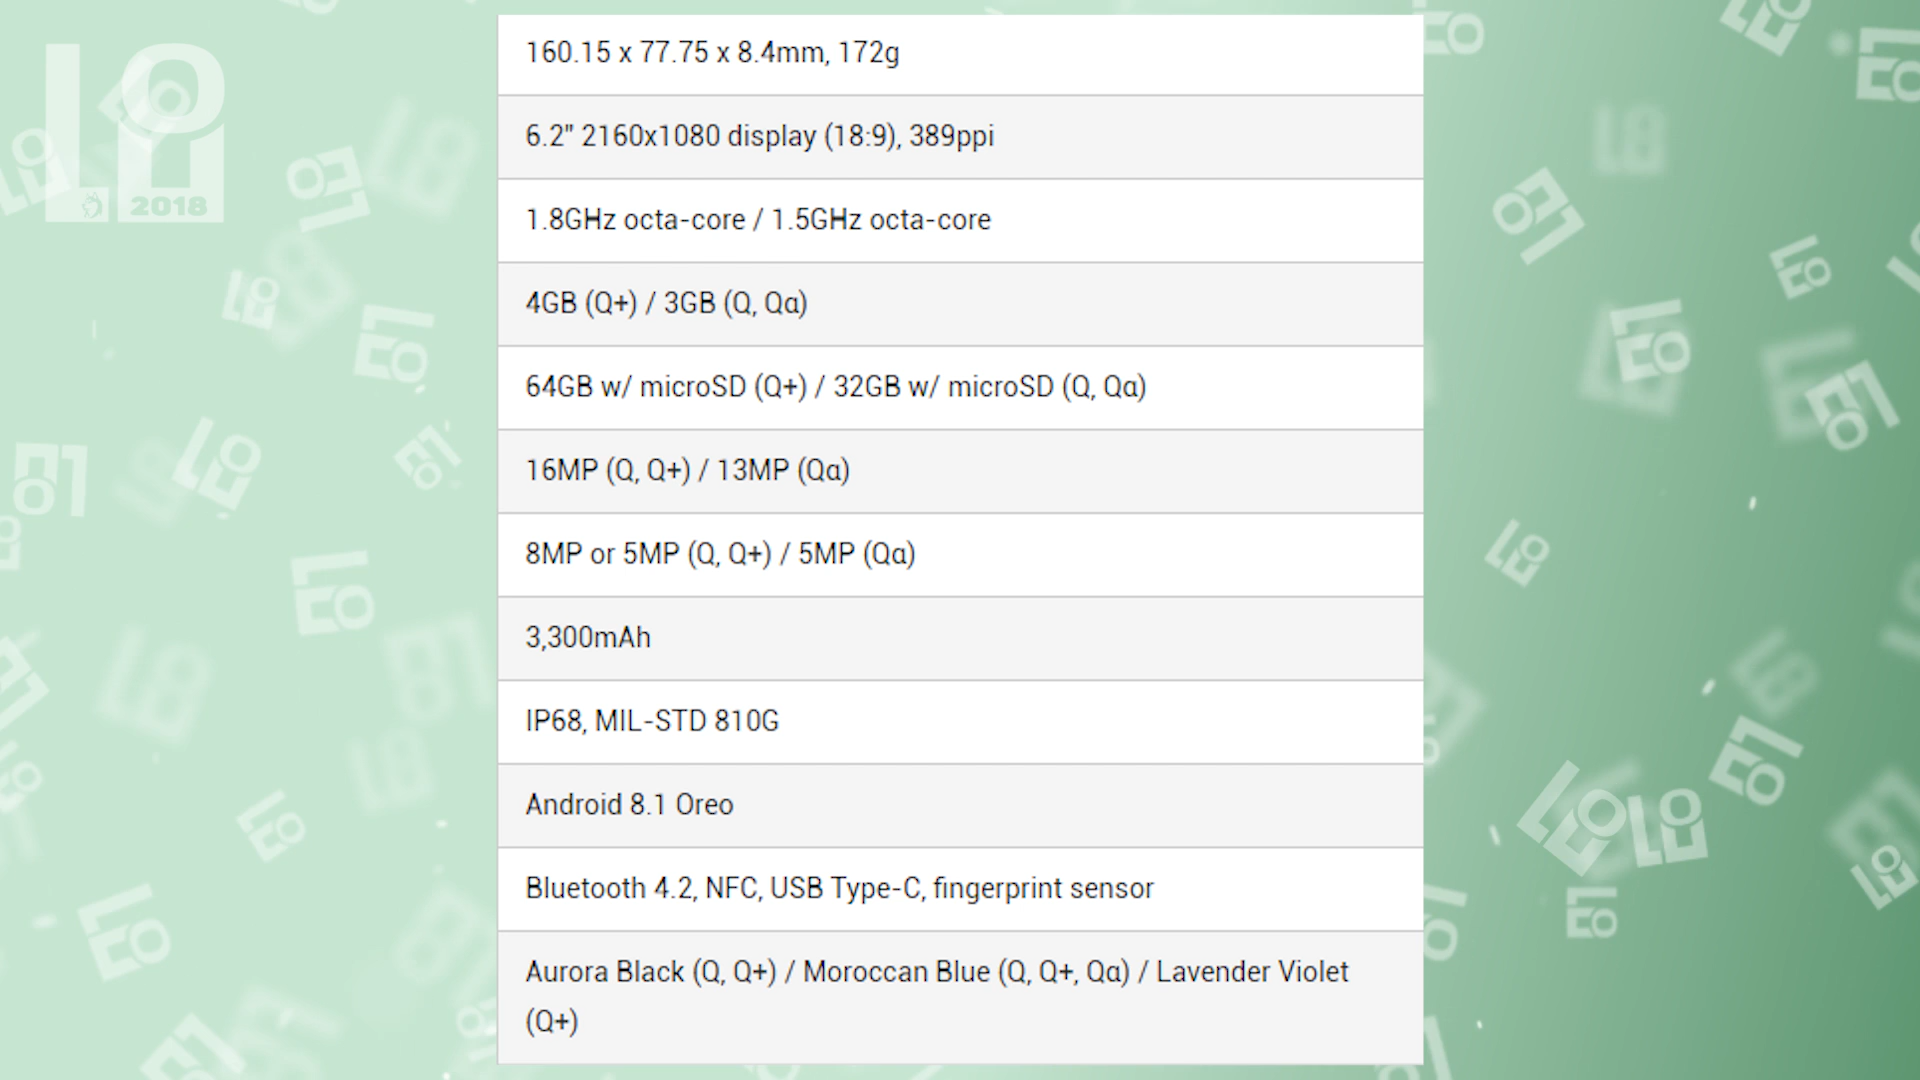 160.15 x 77.75 x 8.4mm, 172g
6.2" 2160x1080 display (18:9), 389ppi
1.8GHz octa-core / 1.5GHz octa-core
4GB (Q+) / 3GB (Q, Qα)
64GB w/ microSD (Q+) / 32GB w/ microSD (Q, Qα)
16MP (Q, Q+) / 13MP (Qα)
8MP or 5MP (Q, Q+) / 5MP (Qα)
3,300mAh
IP68, MIL-STD 810G
Android 8.1 Oreo
Bluetooth 4.2, NFC, USB Type-C, fingerprint sensor
Aurora Black (Q, Q+) / Moroccan Blue (Q, Q+, Qα) / Lavender Violet
(Q+)
2018